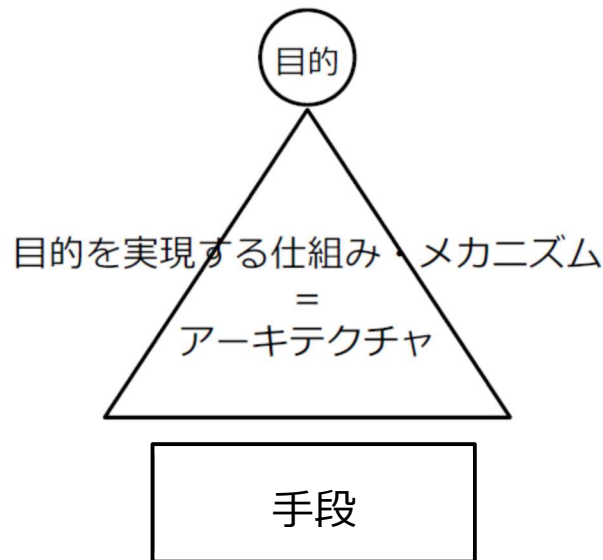 目的
目的を実現する仕組み・メカニズム
=
アーキテクチャ
手段